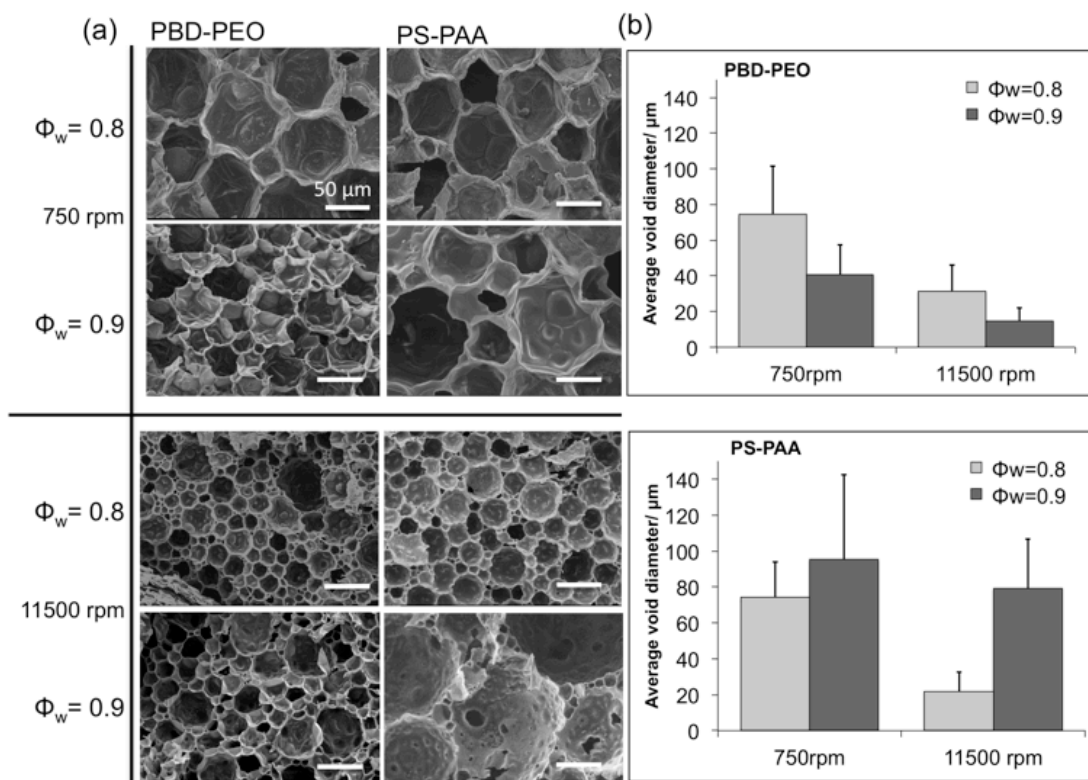 (a)
PBD-PEO
PS-PAA
Φw= 0.8
50 µm
750 rpm
Φw= 0.9
Φw= 0.8
11500 rpm
Φw= 0.9
(b)
PBD-PEO
Φw=0.8
Φw=0.9
Average void diameter/ µm
140
120
100
80
60
40
20
0
750rpm
11500 rpm
PS-PAA
Φw=0.8
Φw=0.9
Average void diameter/ µm
140
120
100
80
60
40
20
0
750rpm
11500 rpm